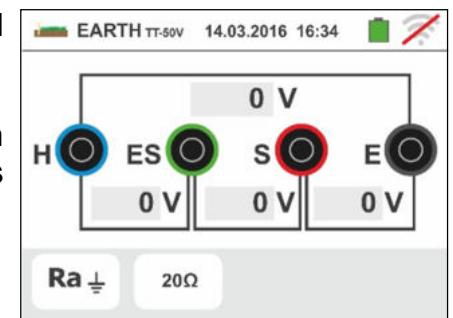 EARTH TT-50V 14.03.2016 16:34
0 V
H ES S E
0 V 0 V 0 V
Ra 20Ω